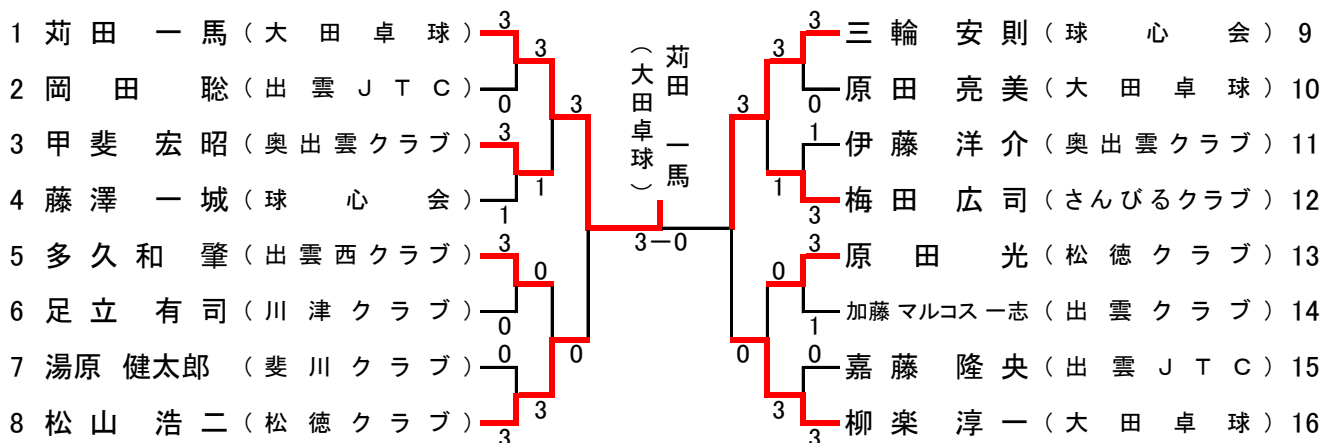 1 苅田 一馬 (大田卓球) 3
3
2 岡田 聡 (出雲JTC) 0
3
3 甲斐 宏昭 (奥出雲クラブ) 3
1
4 藤澤 一城 (球心会) 1
5 多久和 肇 (出雲西クラブ) 3
0
6 足立 有司 (川津クラブ) 0
0
7 湯原 健太郎 (斐川クラブ) 0
3
8 松山 浩二 (松徳クラブ) 3
苅田 一馬
(大田卓球)
3-0
3 三輪 安則 (球心会) 9
3
0 原田 亮美 (大田卓球) 10
3
1 伊藤 洋介 (奥出雲クラブ) 11
1
3 梅田 広司 (さんびるクラブ) 12
3 原田 光 (松徳クラブ) 13
0
1 加藤 マルコス 一志 (出雲クラブ) 14
0
0 嘉藤 隆央 (出雲JTC) 15
3
3 柳楽 淳一 (大田卓球) 16